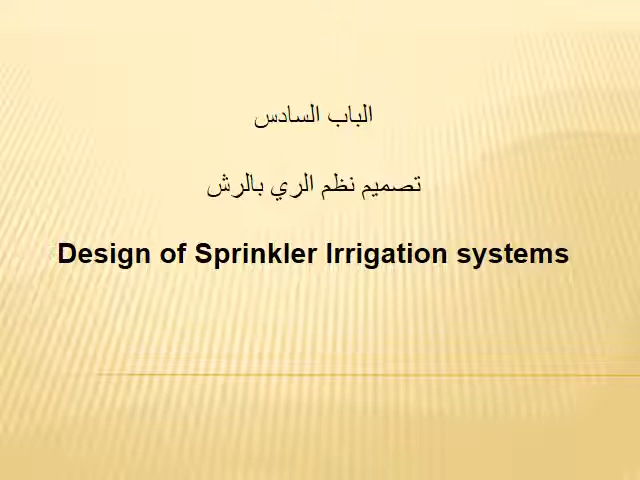 الباب السادس
تصميم نظم الري بالرش
Design of Sprinkler Irrigation systems